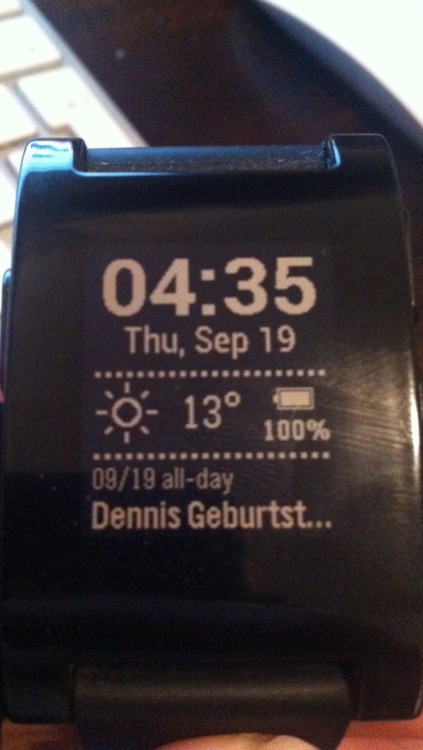 04:35
Thu, Sep 19
13°
100%
09/19 all-day
Dennis Geburtst...